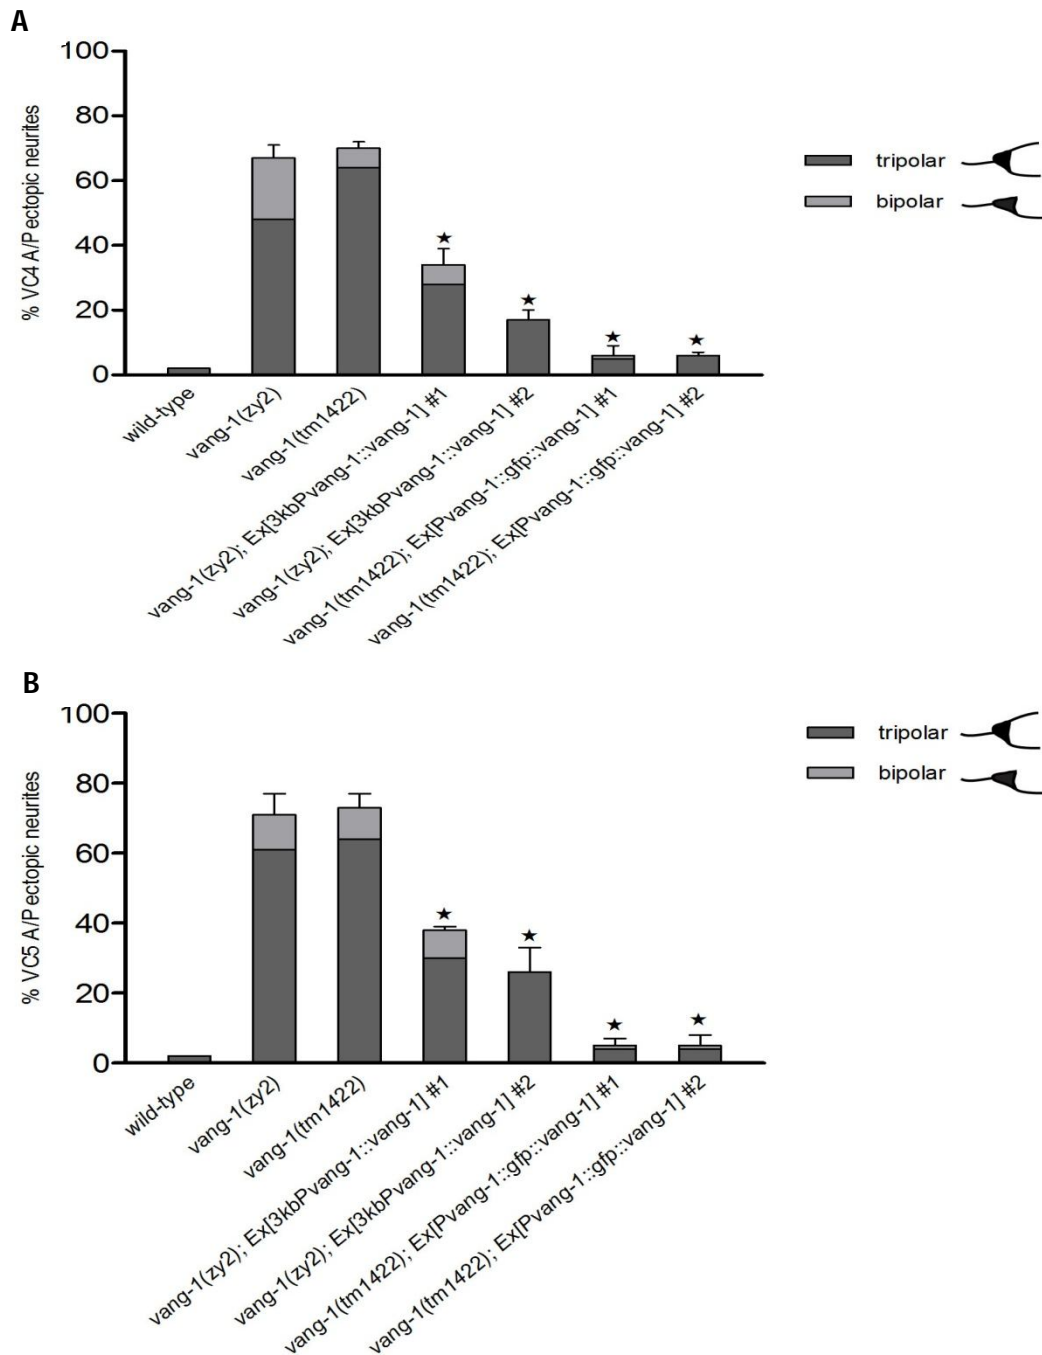 A
% VC4 A/P ectopic neurites
100
80
60
40
20
0
wild-type
vang-1(zy2)
vang-1(tm1422)
vang-1(zy2); Ex[3kbPvang-1::vang-1] #1
vang-1(zy2); Ex[3kbPvang-1::vang-1] #2
vang-1(tm1422); Ex[Pvang-1::gfp::vang-1] #1
vang-1(tm1422); Ex[Pvang-1::gfp::vang-1] #2
tripolar
bipolar
B
% VC5 A/P ectopic neurites
100
80
60
40
20
0
wild-type
vang-1(zy2)
vang-1(tm1422)
vang-1(zy2); Ex[3kbPvang-1::vang-1] #1
vang-1(zy2); Ex[3kbPvang-1::vang-1] #2
vang-1(tm1422); Ex[Pvang-1::gfp::vang-1] #1
vang-1(tm1422); Ex[Pvang-1::gfp::vang-1] #2
tripolar
bipolar